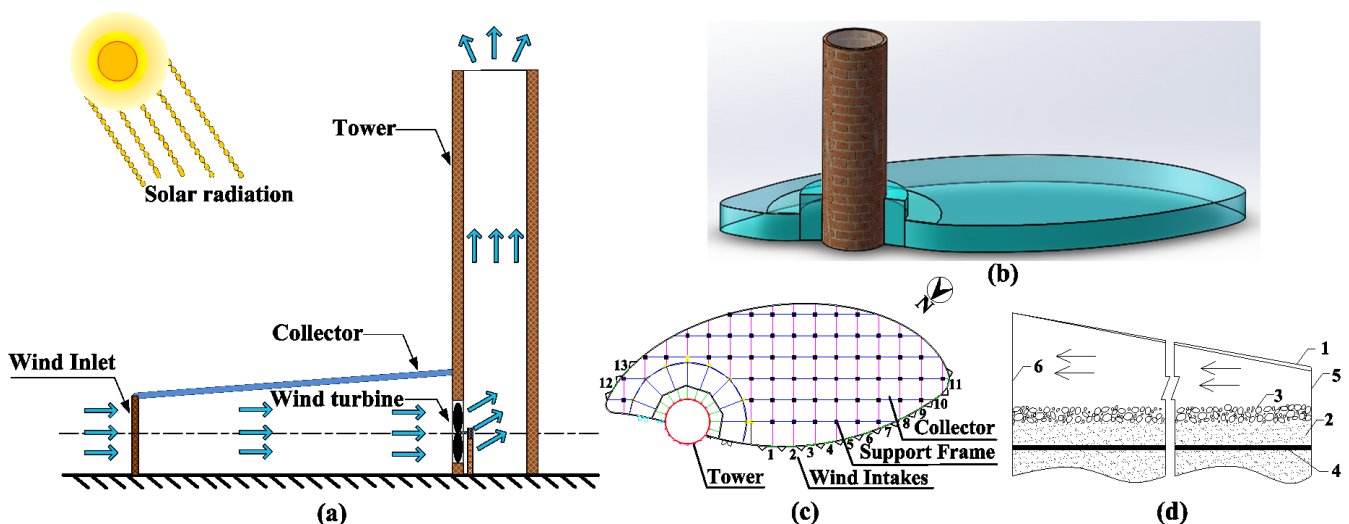 Solar radiation
Tower
Collector
Wind Inlet
Wind turbine
(a)
(b)
N
13
12
11
10
9
8
7
6
5
4
3
2
1
Collector
Support Frame
Wind Intakes
Tower
(c)
1
6
5
3
2
4
(d)